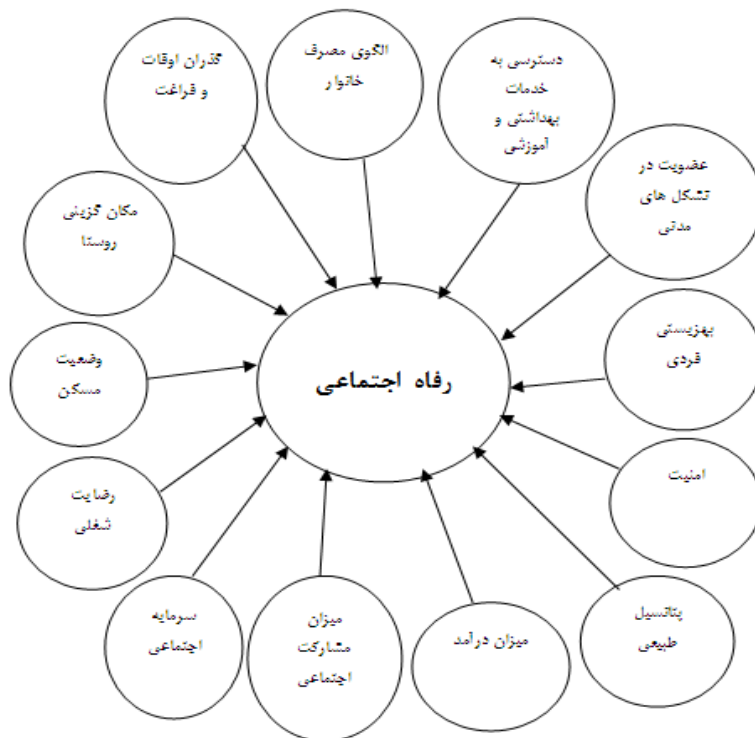 گذران اوقات
و فراغت
الگوی مصرف
خانوار
دسترسی به
خدمات
بهداشتی و
آموزشی
عضویت در
تشکل های
مدنی
مکان گزینی
روستا
بهزیستی
فردی
وضعیت
مسکن
رفاه اجتماعی
امنیت
رضایت
شغلی
پتانسیل
طبیعی
میزان درآمد
میزان
مشارکت
اجتماعی
سرمایه
اجتماعی